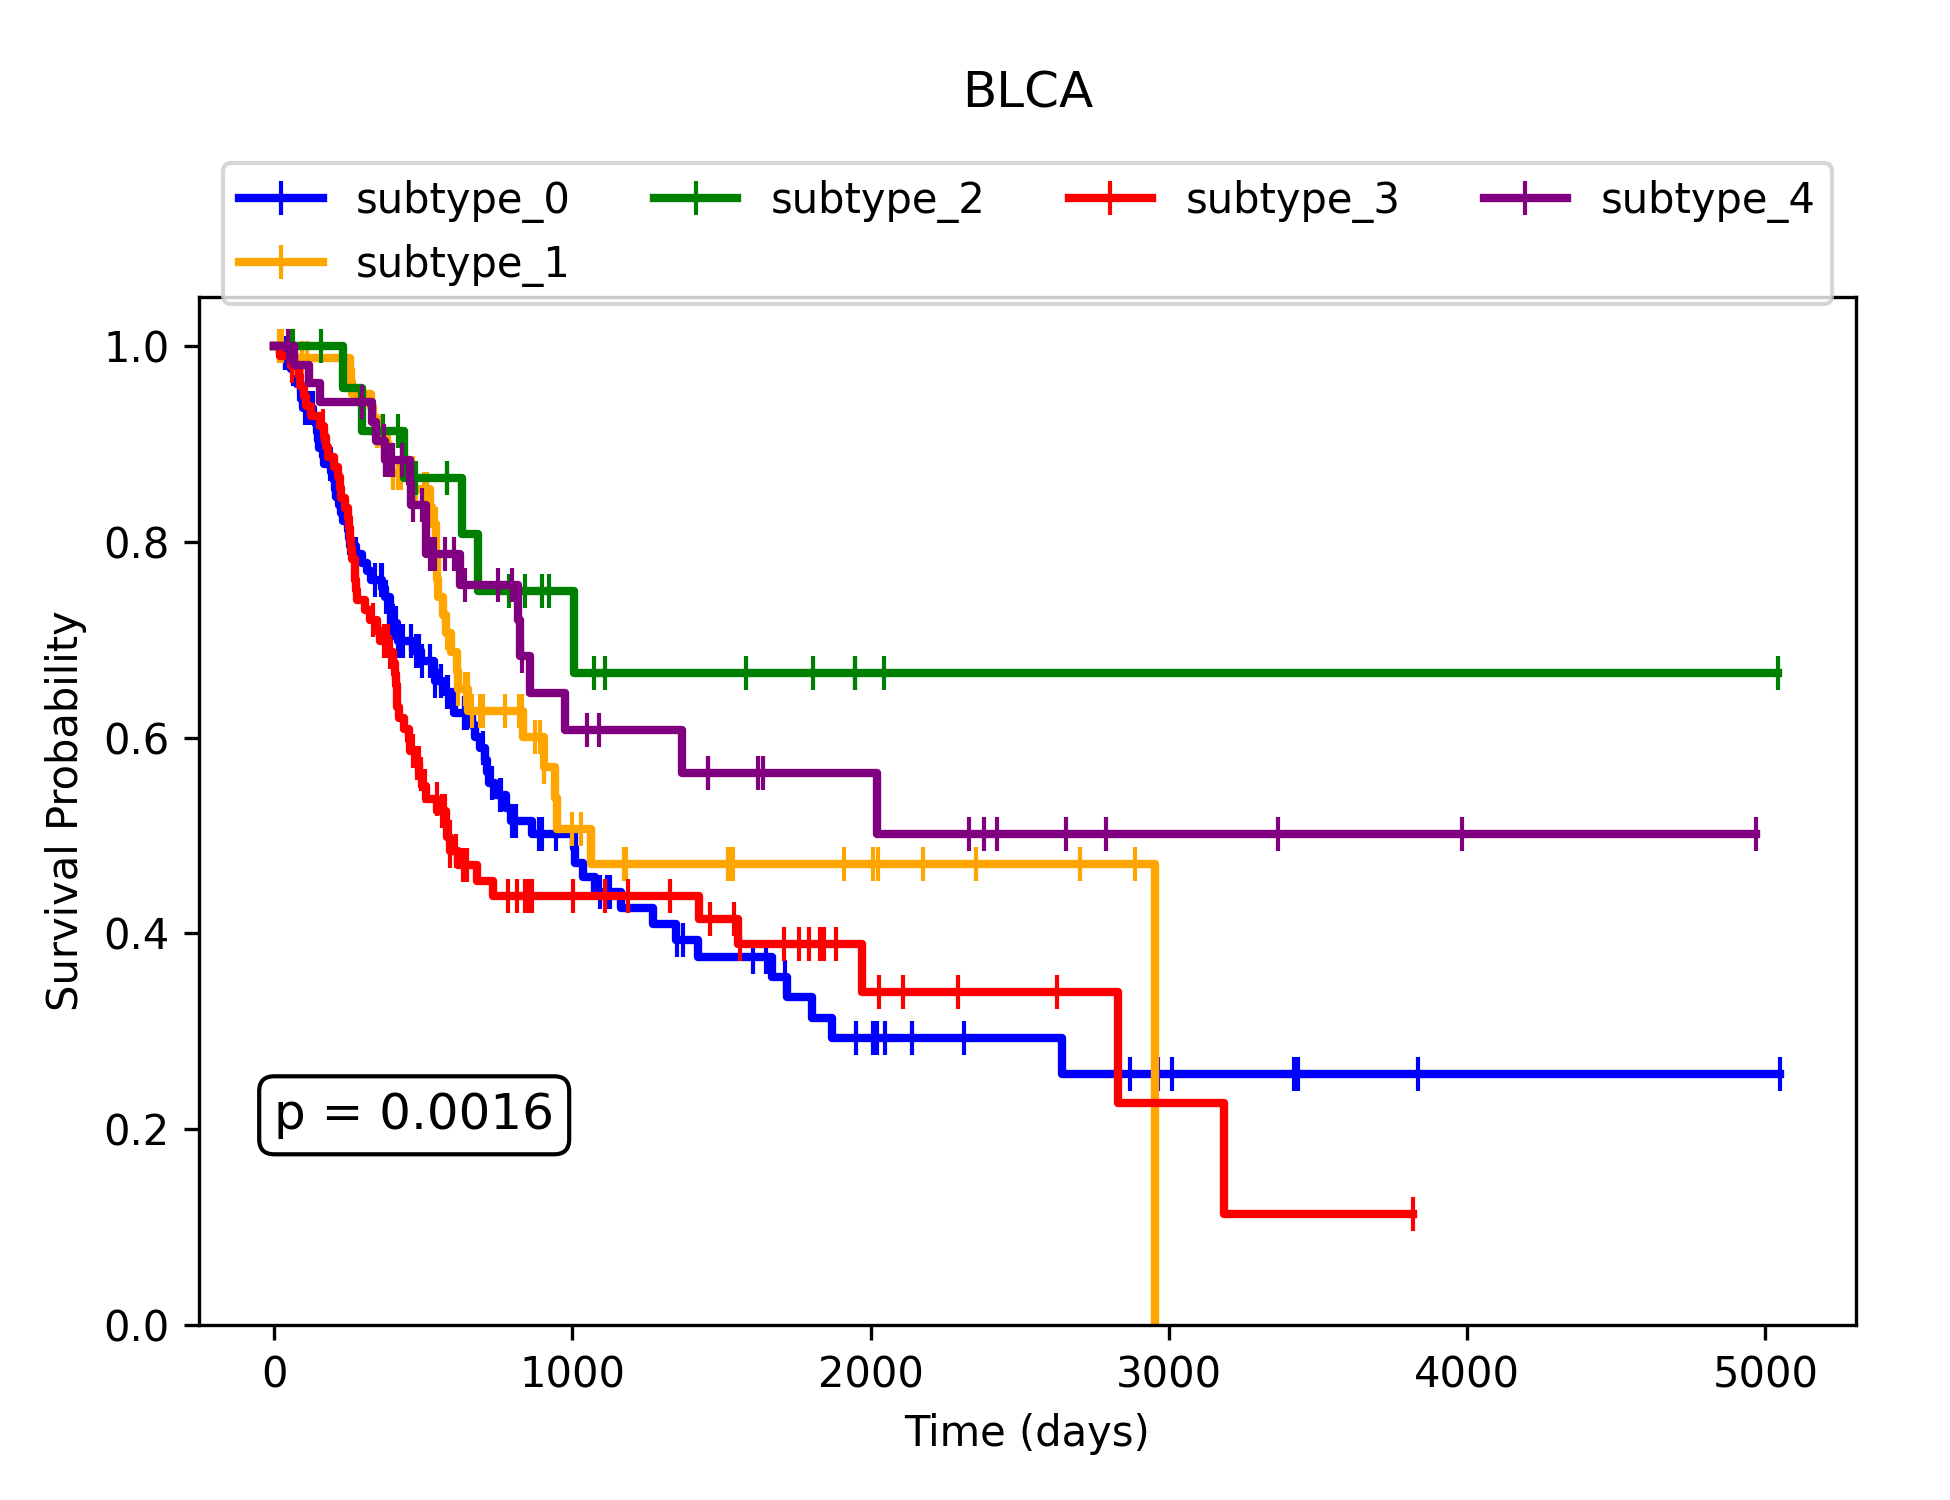 BLCA
subtype_0 subtype_2 subtype_3 subtype_4
subtype_1
1.0
0.8
0.6
0.4
0.2
0.0
Survival Probability
p = 0.0016
0 1000 2000 3000 4000 5000
Time (days)